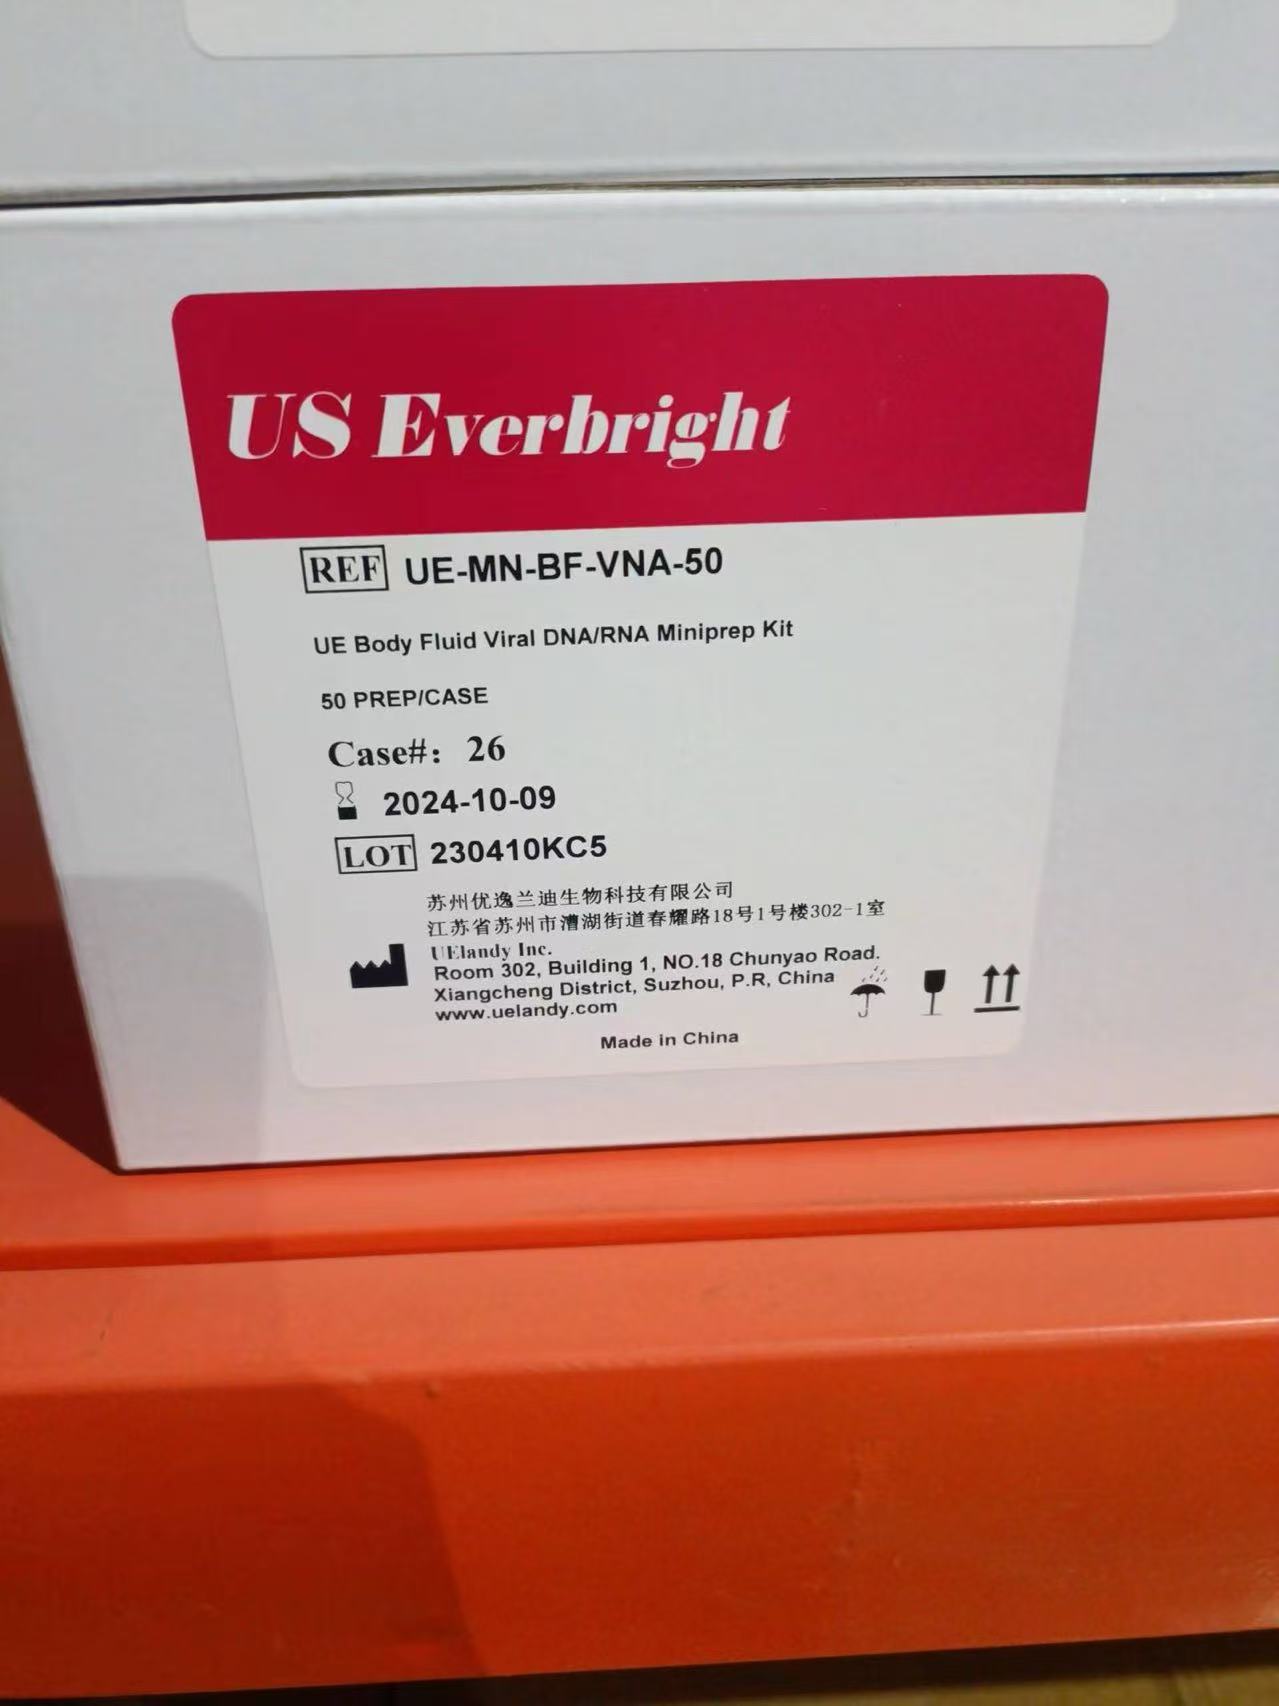 US Everbright
REF UE-MN-BF-VNA-50
UE Body Fluid Viral DNA/RNA Miniprep Kit
50 PREP/CASE
Case#: 26
2024-10-09
LOT 230410KC5
苏州优逸兰迪生物科技有限公司
江苏省苏州市漕湖街道春耀路18号1号楼302-1室
UElandy Inc.
Room 302, Building 1, NO.18 Chunyao Road.
Xiangcheng District, Suzhou, P.R, China
www.uelandy.com
Made in China